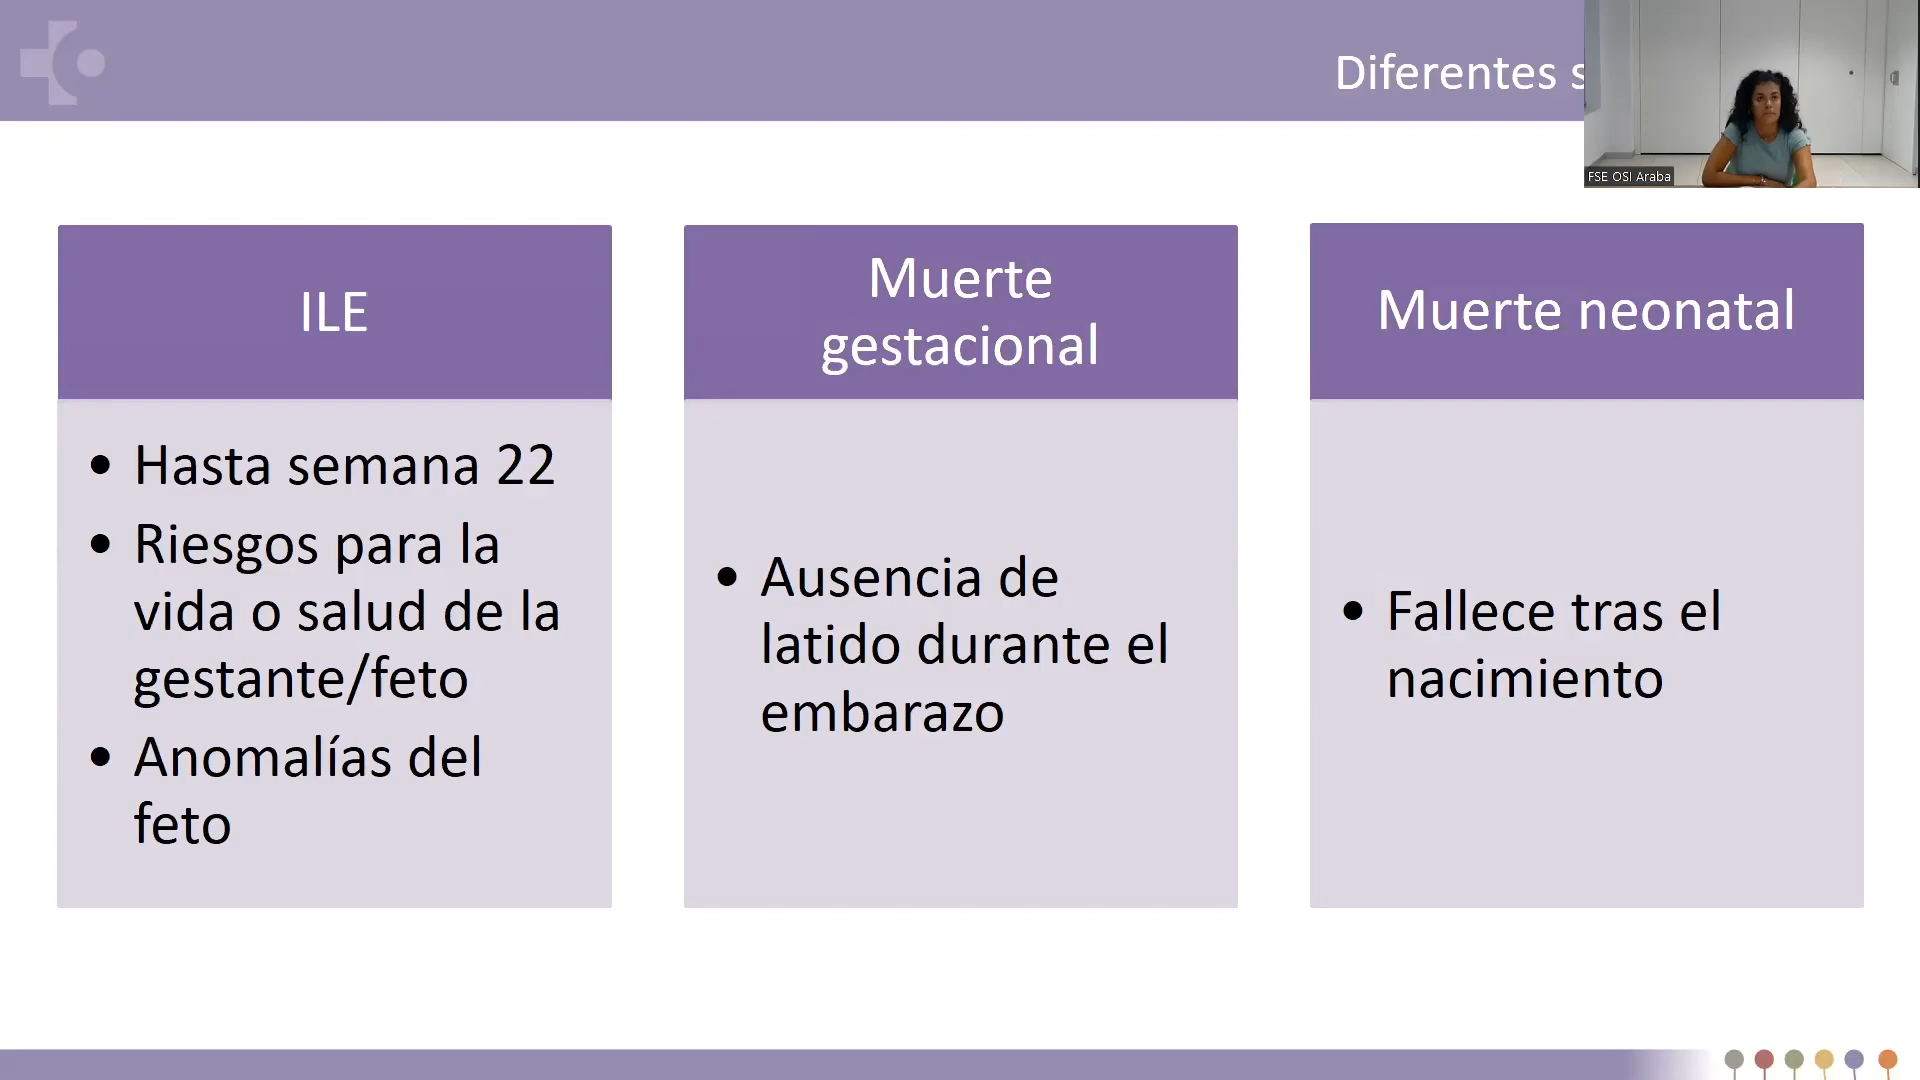 Diferentes
FSE OSI Araba
ILE
• Hasta semana 22
• Riesgos para la
vida o salud de la
gestante/feto
• Anomalías del
feto
Muerte
gestacional
• Ausencia de
latido durante el
embarazo
Muerte neonatal
• Fallece tras el
nacimiento